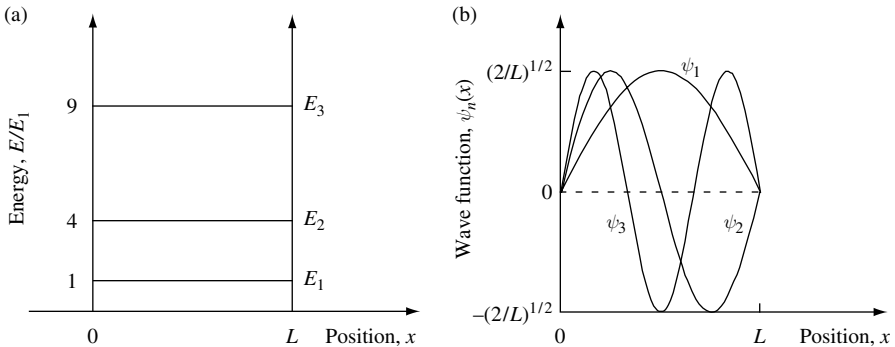 (a)
Energy, E/E₁
9
4
1
E₃
E₂
E₁
0
L
Position, x
(b)
Wave function, ψₙ(x)
(2/L)^1/2
0
−(2/L)^1/2
ψ₁
ψ₃
ψ₂
0
L
Position, x